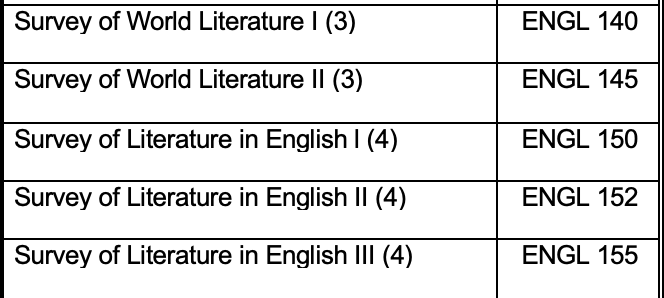 Survey of World Literature I (3) ENGL 140
Survey of World Literature II (3) ENGL 145
Survey of Literature in English I (4) ENGL 150
Survey of Literature in English II (4) ENGL 152
Survey of Literature in English III (4) ENGL 155